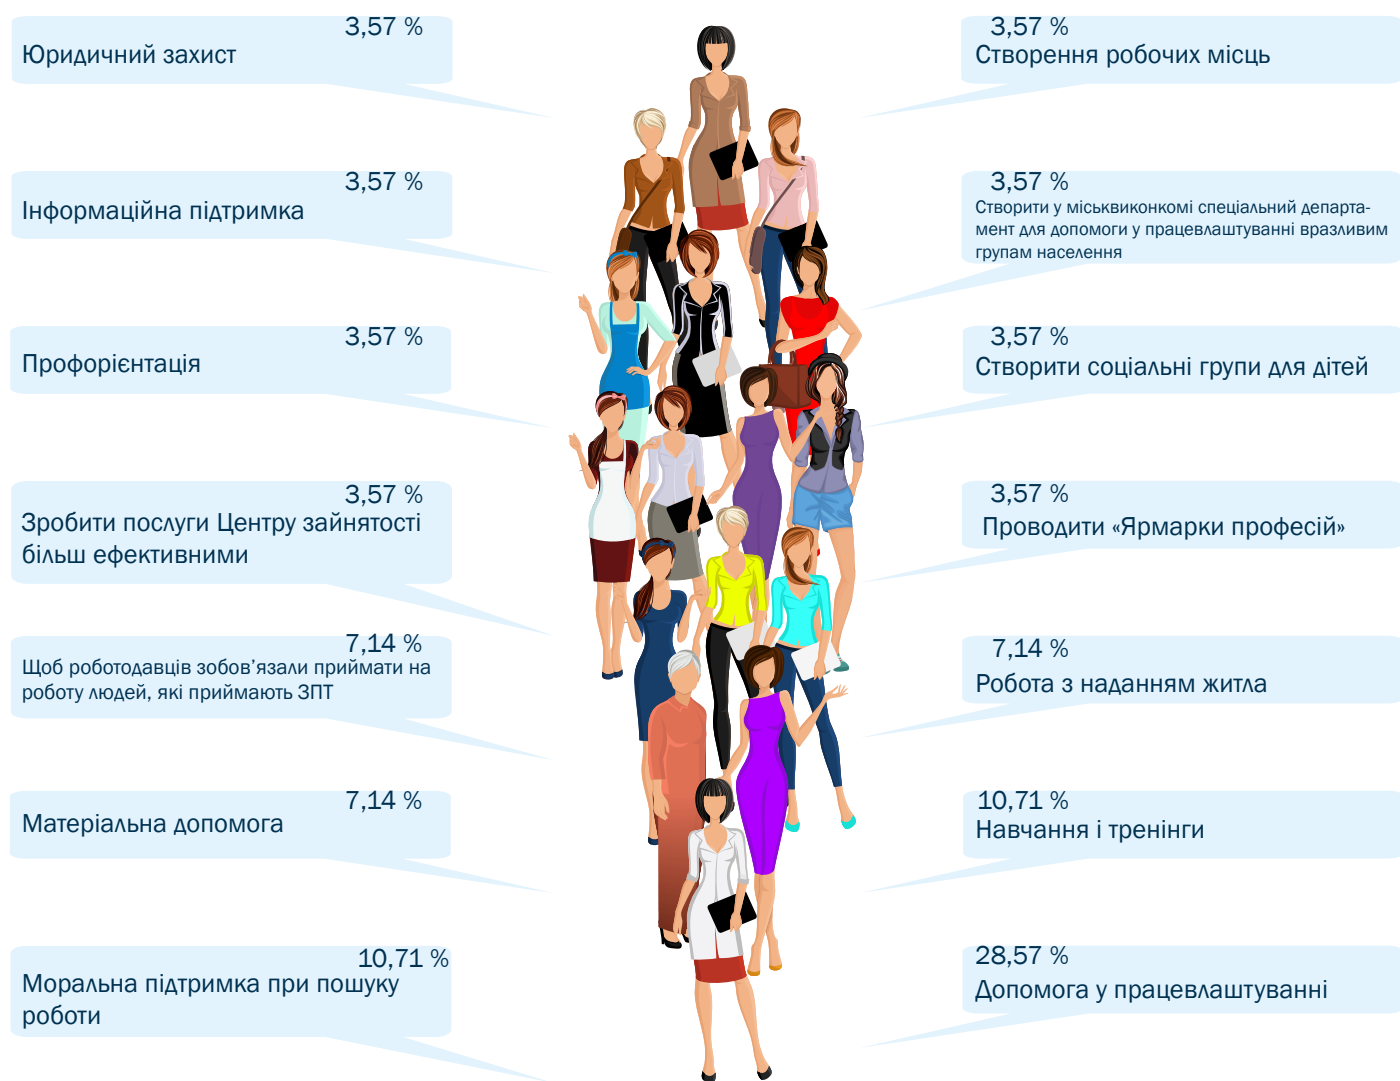 3,57 %
Юридичний захист
3,57 %
Інформаційна підтримка
3,57 %
Профорієнтація
3,57 %
Зробити послуги Центру зайнятості
більш ефективними
7,14 %
Щоб роботодавців зобов’язали приймати на
роботу людей, які приймають ЗПТ
7,14 %
Матеріальна допомога
10,71 %
Моральна підтримка при пошуку
роботи
3,57 %
Створення робочих місць
3,57 %
Створити у міськвиконкомі спеціальний департа-
мент для допомоги у працевлаштуванні вразливим
групам населення
3,57 %
Створити соціальні групи для дітей
3,57 %
Проводити «Ярмарки професій»
7,14 %
Робота з наданням житла
10,71 %
Навчання і тренінги
28,57 %
Допомога у працевлаштуванні